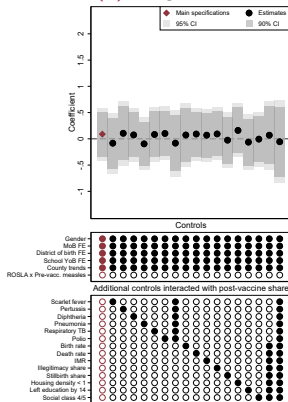 Main specifications
Estimates
95% CI
90% CI
Coefficient
2
1
.5
0
-.5
-1
Controls
Gender
MoB FE
District of birth FE
School YoB FE
County trends
ROSLA x Pre-vacc. measles
Additional controls interacted with post-vaccine share
Scarlet fever
Pertussis
Diphtheria
Pneumonia
Respiratory TB
Polio
Birth rate
Death rate
IMR
Illegitimacy share
Stillbirth share
Housing density < 1
Left education by 14
Social class 4/5